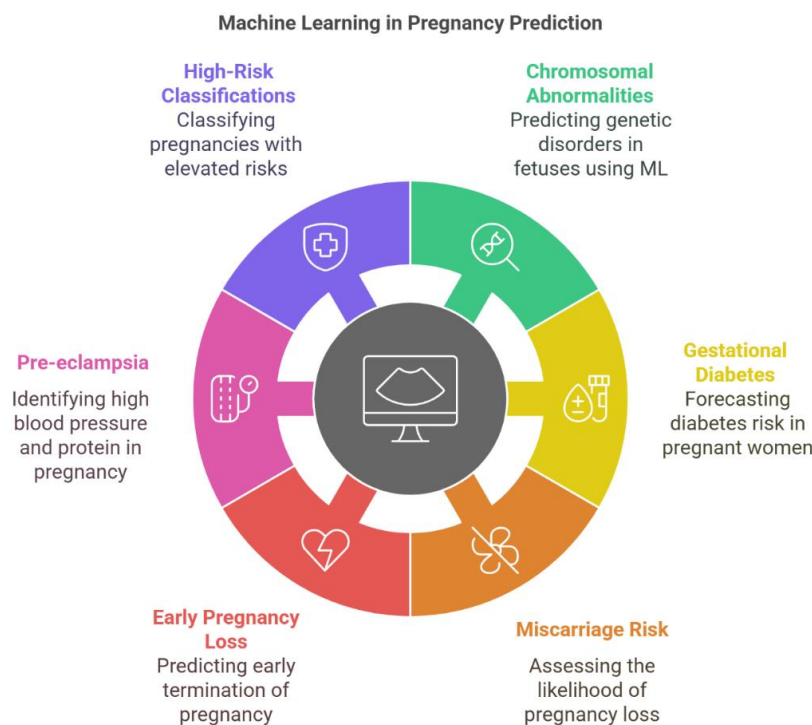 Machine Learning in Pregnancy Prediction
High-Risk
Classifications
Classifying
pregnancies with
elevated risks
Chromosomal
Abnormalities
Predicting genetic
disorders in
fetuses using ML
Pre-eclampsia
Identifying high
blood pressure
and protein in
pregnancy
Gestational
Diabetes
Forecasting
diabetes risk in
pregnant women
Early Pregnancy
Loss
Predicting early
termination of
pregnancy
Miscarriage Risk
Assessing the
likelihood of
pregnancy loss